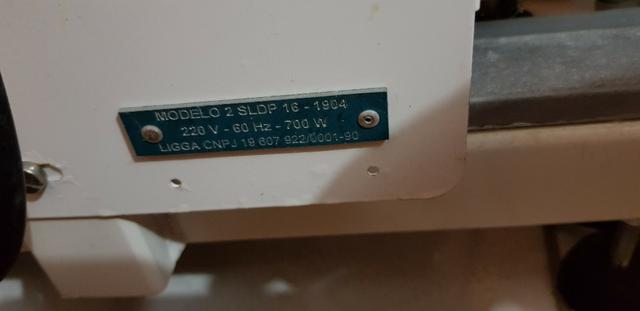 MODELO 2 SLDP 16 - 1904
220 V - 60 Hz - 700 W
LIGGA CNPJ 19 607 922/0001-90